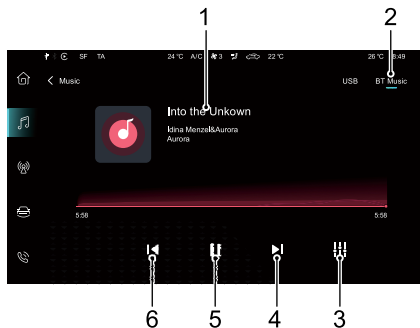 1
2
SF TA 24°C A/C 3 22°C 26°C 8:49
Music USB BT Music
Into the Unkown
Idina Menzel&Aurora
Aurora
5:58 5:58
6 5 4 3